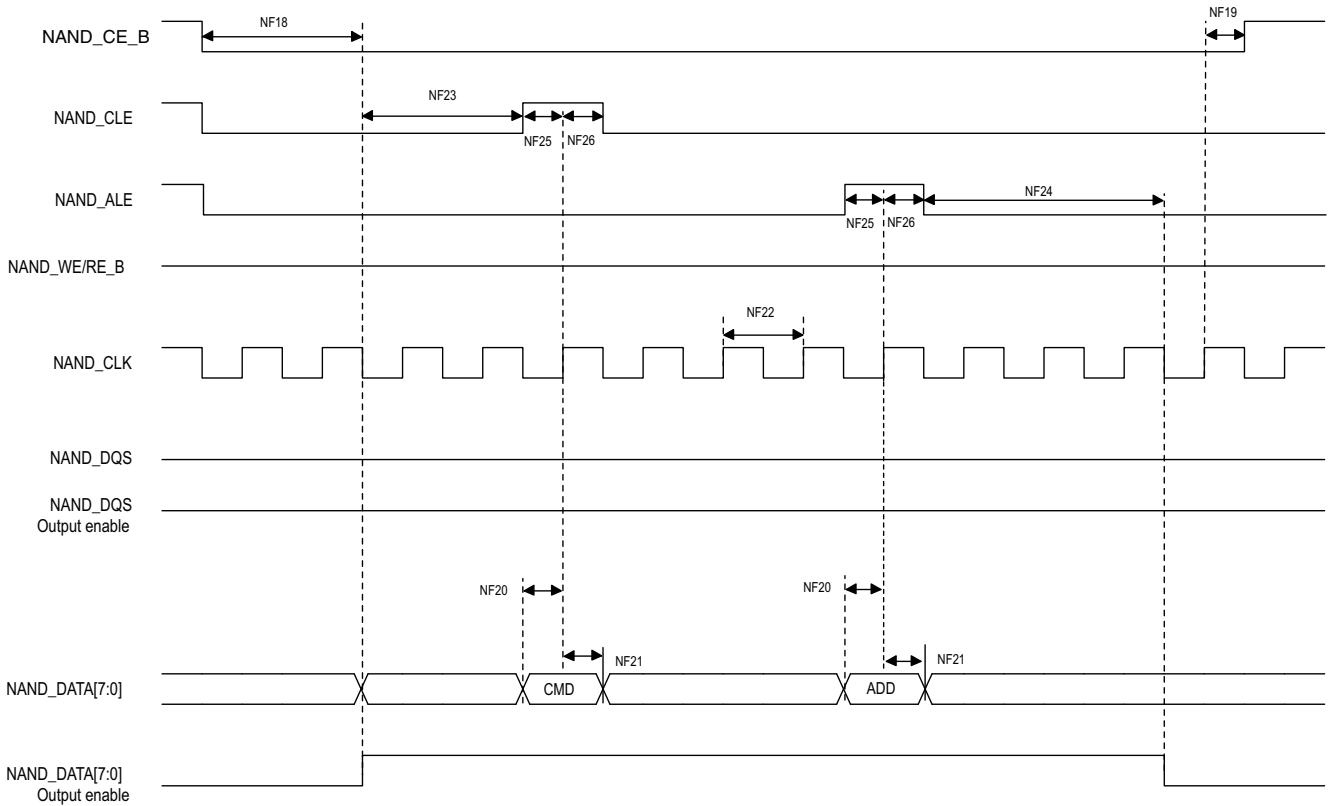 NF18
NF19
NAND_CE_B
NF23
NAND_CLE
NF25 NF26
NAND_ALE
NF24
NF25 NF26
NAND_WE/RE_B
NF22
NAND_CLK
NAND_DQS
NAND_DQS
Output enable
NF20
NF20
NF21
NF21
NAND_DATA[7:0]
CMD
ADD
NAND_DATA[7:0]
Output enable